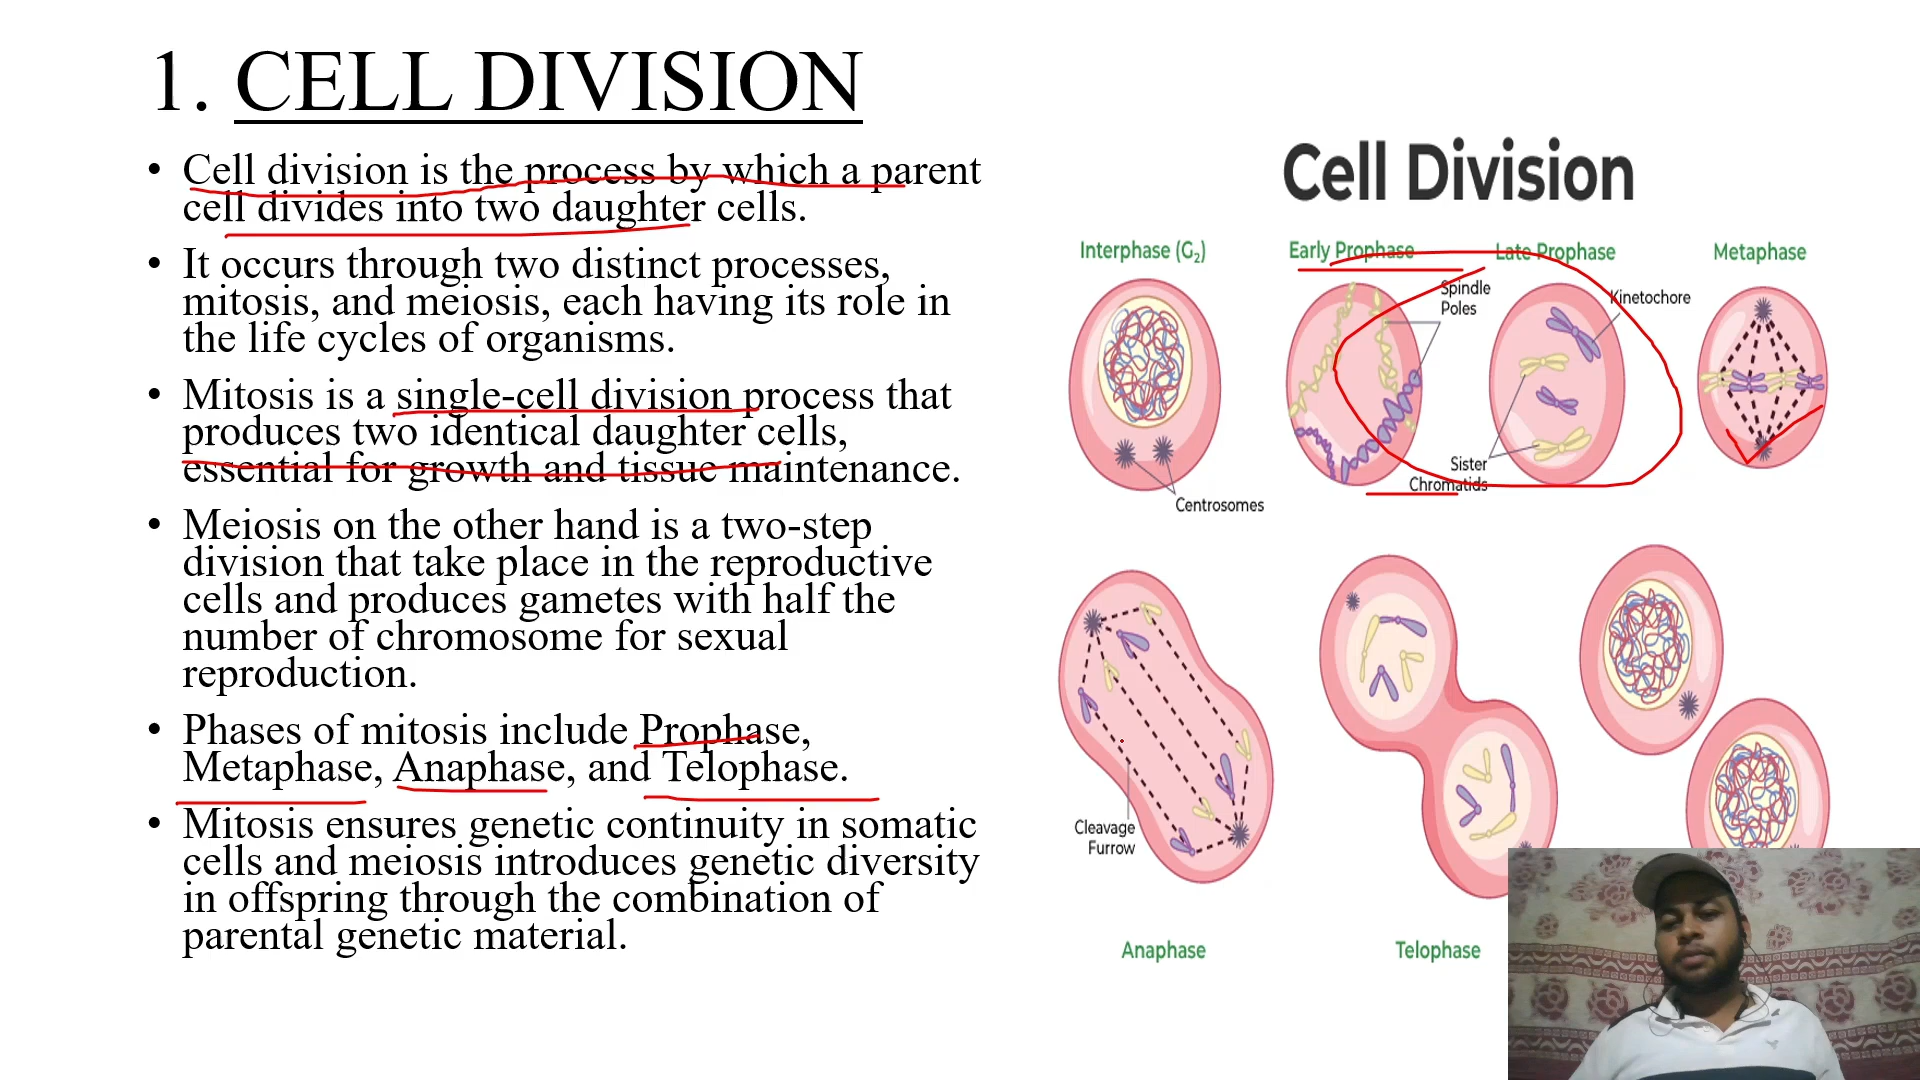 1. CELL DIVISION
• Cell division is the process by which a parent
cell divides into two daughter cells.
• It occurs through two distinct processes,
mitosis, and meiosis, each having its role in
the life cycles of organisms.
• Mitosis is a single-cell division process that
produces two identical daughter cells,
essential for growth and tissue maintenance.
• Meiosis on the other hand is a two-step
division that take place in the reproductive
cells and produces gametes with half the
number of chromosome for sexual
reproduction.
• Phases of mitosis include Prophase,
Metaphase, Anaphase, and Telophase.
• Mitosis ensures genetic continuity in somatic
cells and meiosis introduces genetic diversity
in offspring through the combination of
parental genetic material.
Cell Division
Interphase (G₂)
Early Prophase
Late Prophase
Metaphase
Spindle
Poles
Kinetochore
Sister
Chromatids
Centrosomes
Cleavage
Furrow
Anaphase
Telophase